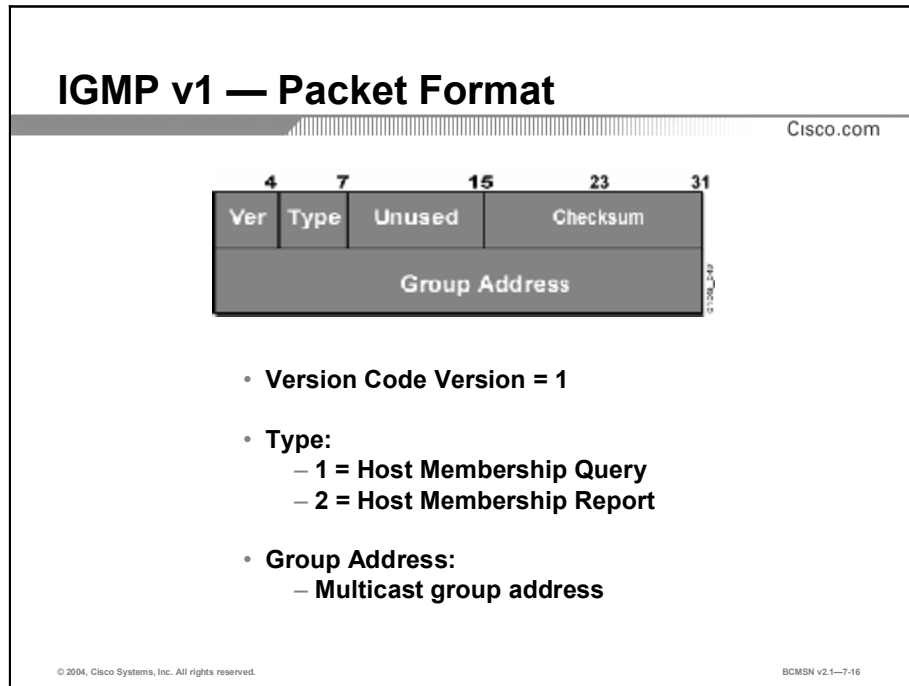 IGMP v1 — Packet Format
Cisco.com
4 7 15 23 31
Ver Type Unused Checksum
Group Address
• Version Code Version = 1
• Type:
– 1 = Host Membership Query
– 2 = Host Membership Report
• Group Address:
– Multicast group address
© 2004, Cisco Systems, Inc. All rights reserved.
BCMSN v2.1—7-16